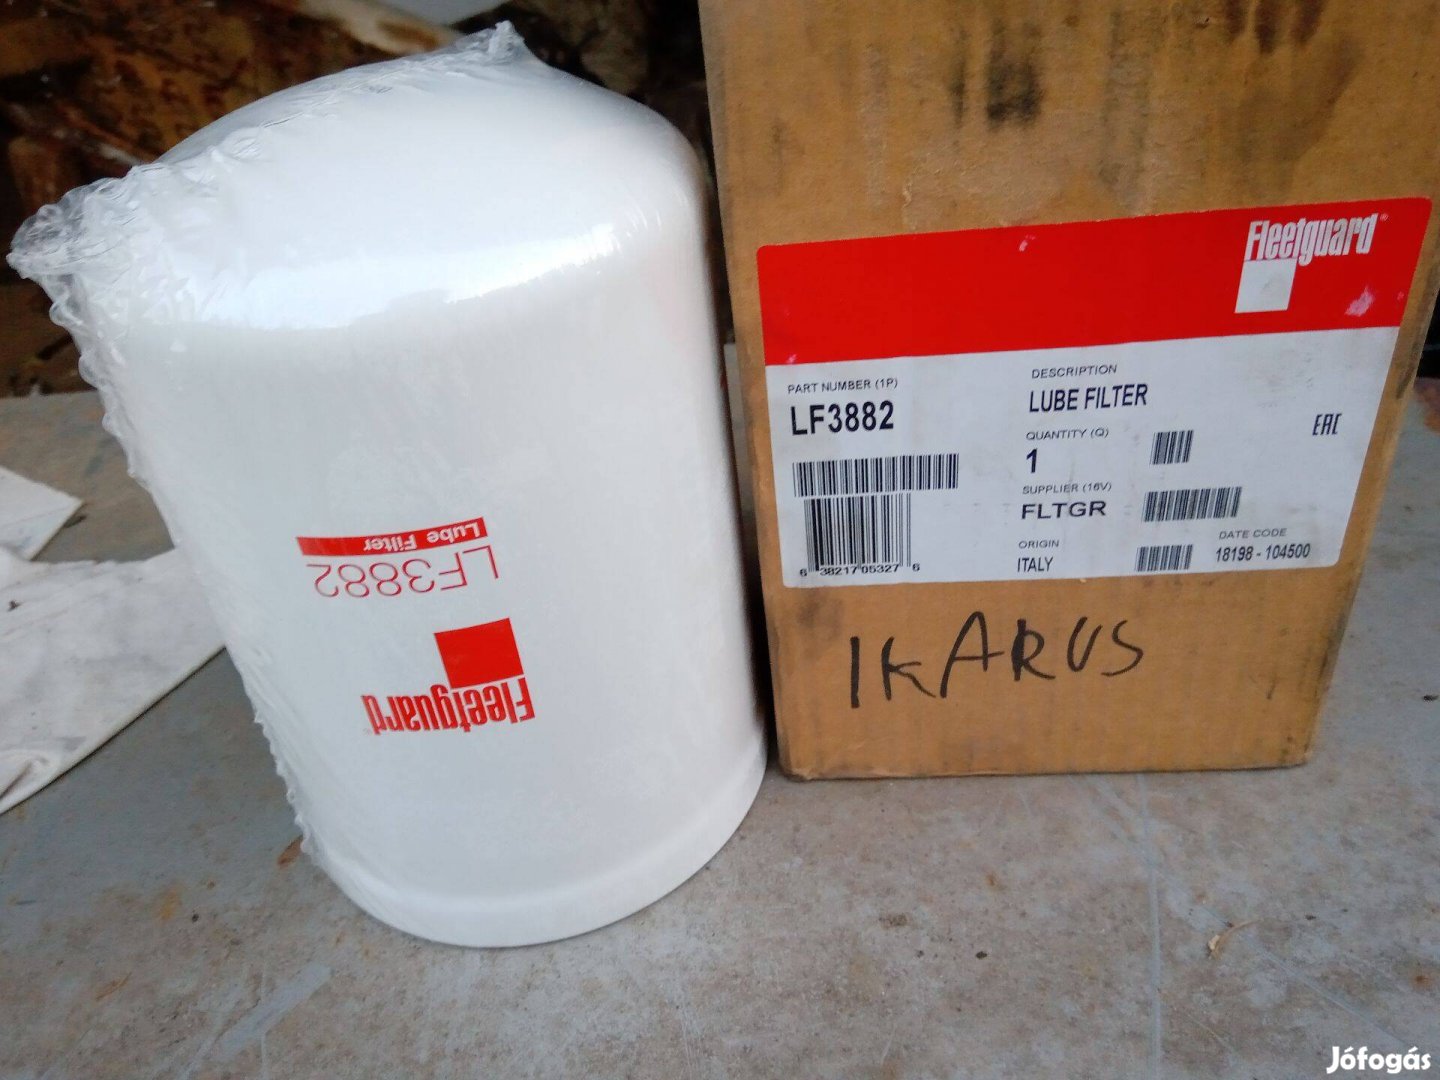 Lube Filter
LF3882
Fleetguard
Fleetguard®
PART NUMBER (1P)
LF3882
DESCRIPTION
LUBE FILTER
QUANTITY (Q)
1
SUPPLIER (16V)
FLTGR
ORIGIN
ITALY
EAC
DATE CODE
18198 - 104500
6 38217 05327 6
IKARUS
Jófogás